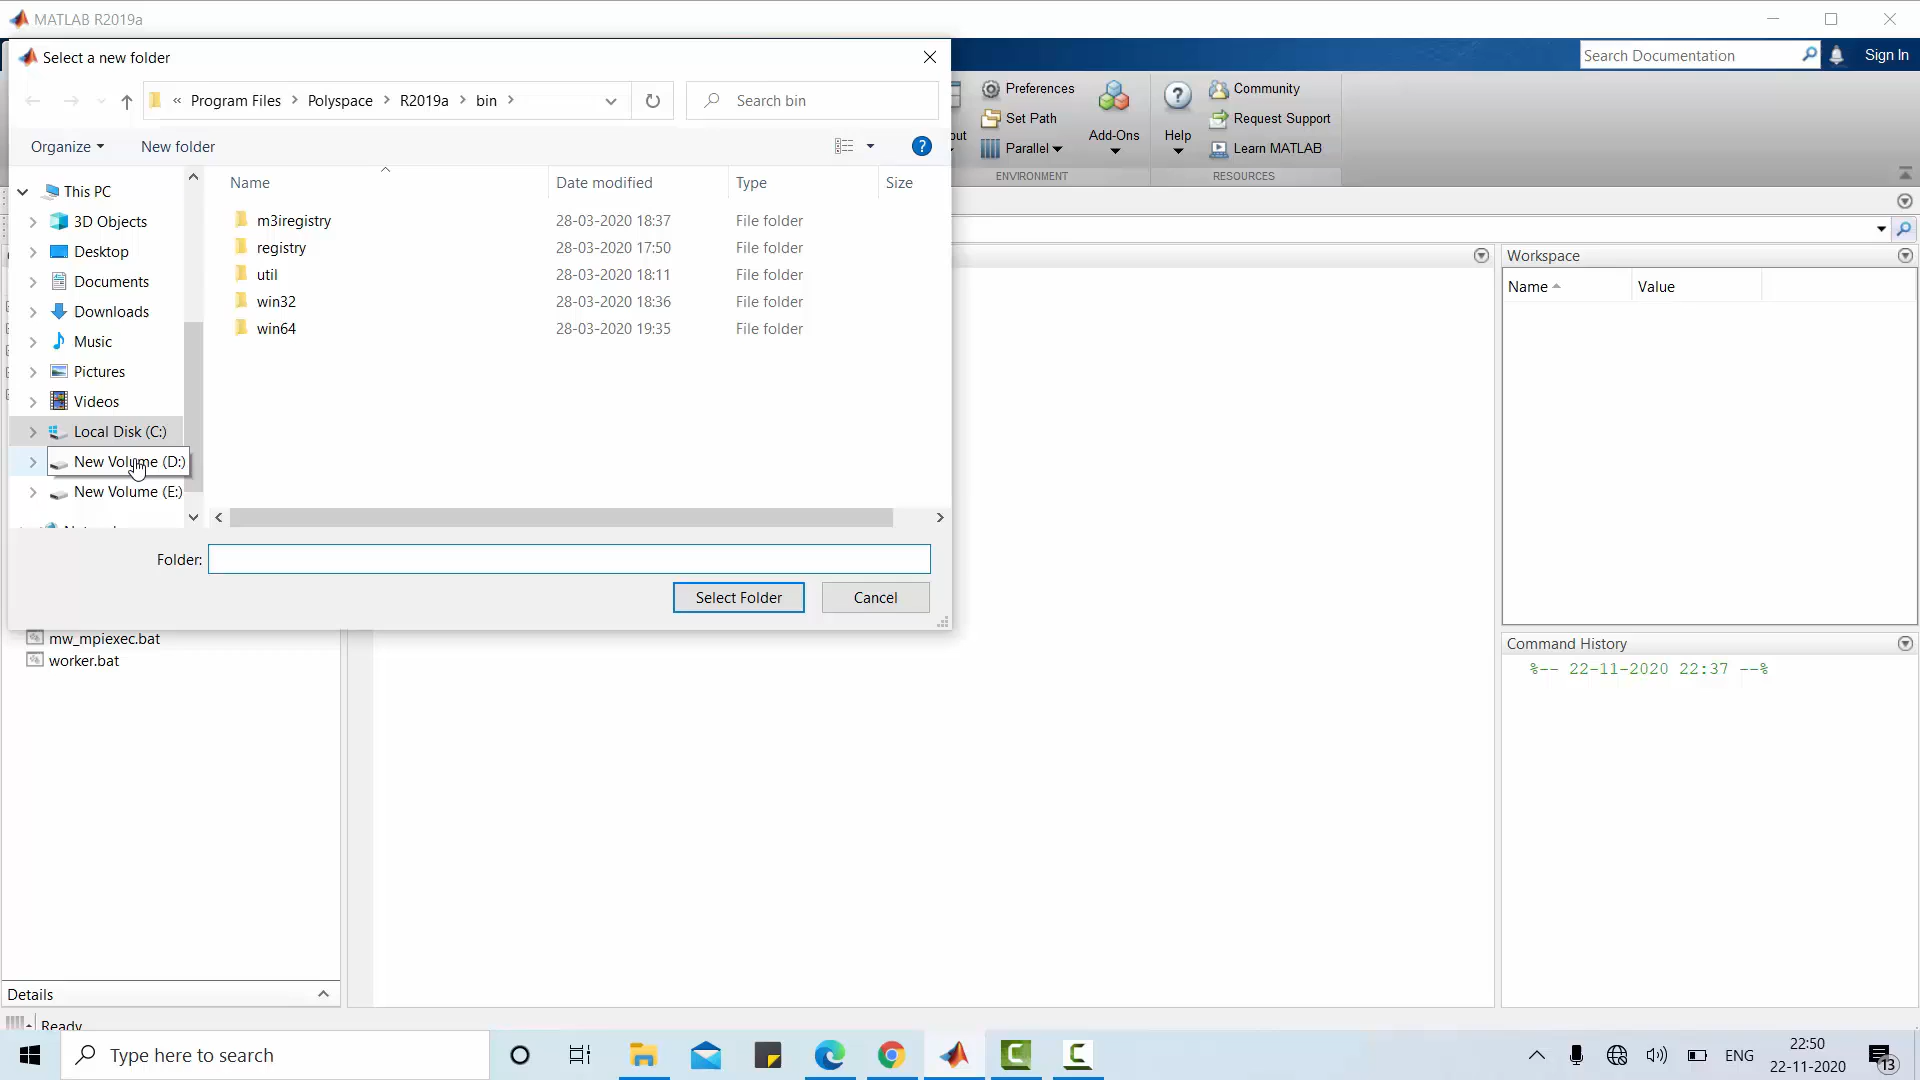 MATLAB R2019a
Select a new folder
Search Documentation
Sign In
« Program Files > Polyspace > R2019a > bin >
Search bin
Preferences
Set Path
Parallel
out
Add-Ons
Help
Community
Request Support
Learn MATLAB
ENVIRONMENT
RESOURCES
Organize
New folder
Name
Date modified
Type
Size
This PC
3D Objects
Desktop
Documents
Downloads
Music
Pictures
Videos
Local Disk (C:)
New Volume (D:)
New Volume (E:)
m3iregistry 28-03-2020 18:37 File folder
registry 28-03-2020 17:50 File folder
util 28-03-2020 18:11 File folder
win32 28-03-2020 18:36 File folder
win64 28-03-2020 19:35 File folder
Folder:
Select Folder
Cancel
Workspace
Name
Value
mw_mpiexec.bat
worker.bat
Command History
%-- 22-11-2020 22:37 --%
Details
Ready
Type here to search
ENG
22:50
22-11-2020
13